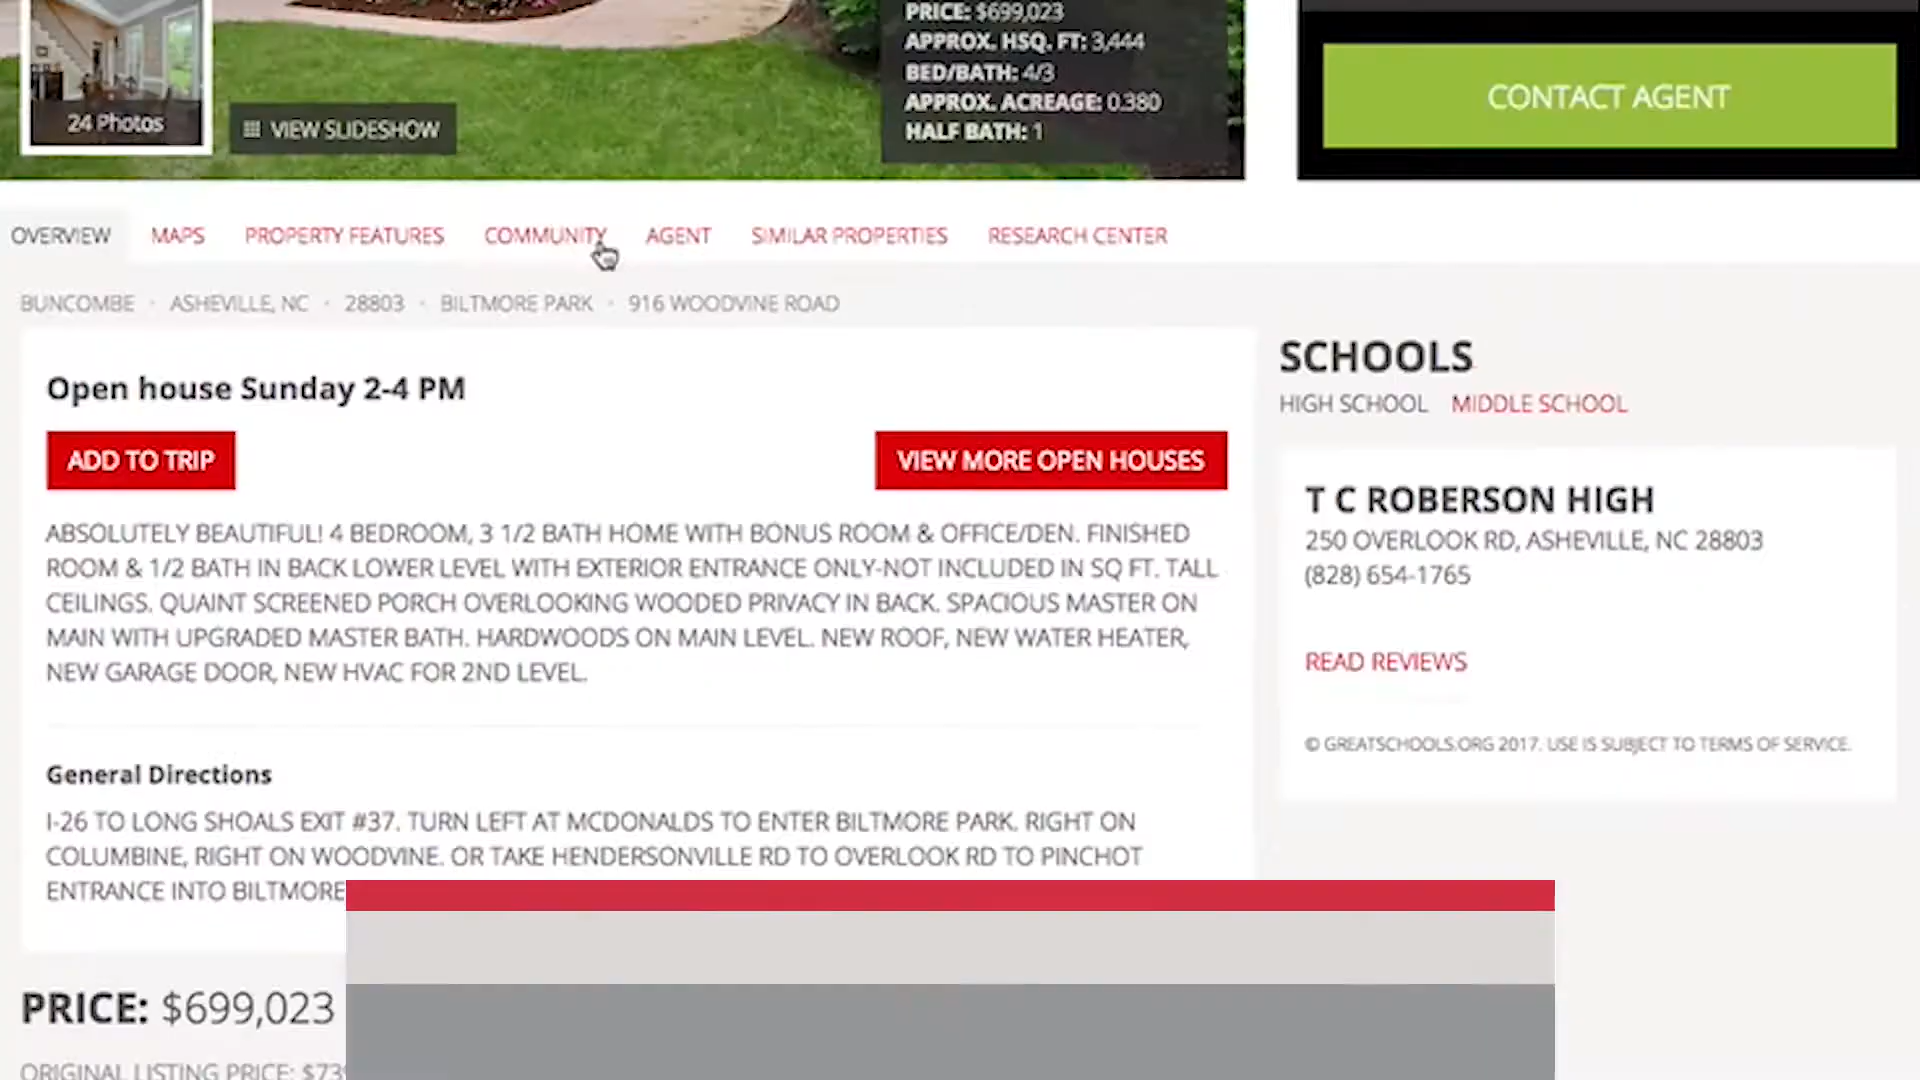 PRICE: $699,023
APPROX. HSQ. FT: 3,444
BED/BATH: 4/3
APPROX. ACREAGE: 0.380
HALF BATH: 1
24 Photos
VIEW SLIDESHOW
CONTACT AGENT
OVERVIEW MAPS PROPERTY FEATURES COMMUNITY AGENT SIMILAR PROPERTIES RESEARCH CENTER
BUNCOMBE · ASHEVILLE, NC · 28803 · BILTMORE PARK · 916 WOODVINE ROAD
Open house Sunday 2-4 PM
ADD TO TRIP
VIEW MORE OPEN HOUSES
ABSOLUTELY BEAUTIFUL! 4 BEDROOM, 3 1/2 BATH HOME WITH BONUS ROOM & OFFICE/DEN. FINISHED
ROOM & 1/2 BATH IN BACK LOWER LEVEL WITH EXTERIOR ENTRANCE ONLY-NOT INCLUDED IN SQ FT. TALL
CEILINGS. QUAINT SCREENED PORCH OVERLOOKING WOODED PRIVACY IN BACK. SPACIOUS MASTER ON
MAIN WITH UPGRADED MASTER BATH. HARDWOODS ON MAIN LEVEL. NEW ROOF, NEW WATER HEATER,
NEW GARAGE DOOR, NEW HVAC FOR 2ND LEVEL.
General Directions
I-26 TO LONG SHOALS EXIT #37. TURN LEFT AT MCDONALDS TO ENTER BILTMORE PARK. RIGHT ON
COLUMBINE, RIGHT ON WOODVINE. OR TAKE HENDERSONVILLE RD TO OVERLOOK RD TO PINCHOT
ENTRANCE INTO BILTMORE
PRICE: $699,023
ORIGINAL LISTING PRICE:
SCHOOLS
HIGH SCHOOL MIDDLE SCHOOL
T C ROBERSON HIGH
250 OVERLOOK RD, ASHEVILLE, NC 28803
(828) 654-1765
READ REVIEWS
© GREATSCHOOLS.ORG 2017. USE IS SUBJECT TO TERMS OF SERVICE.